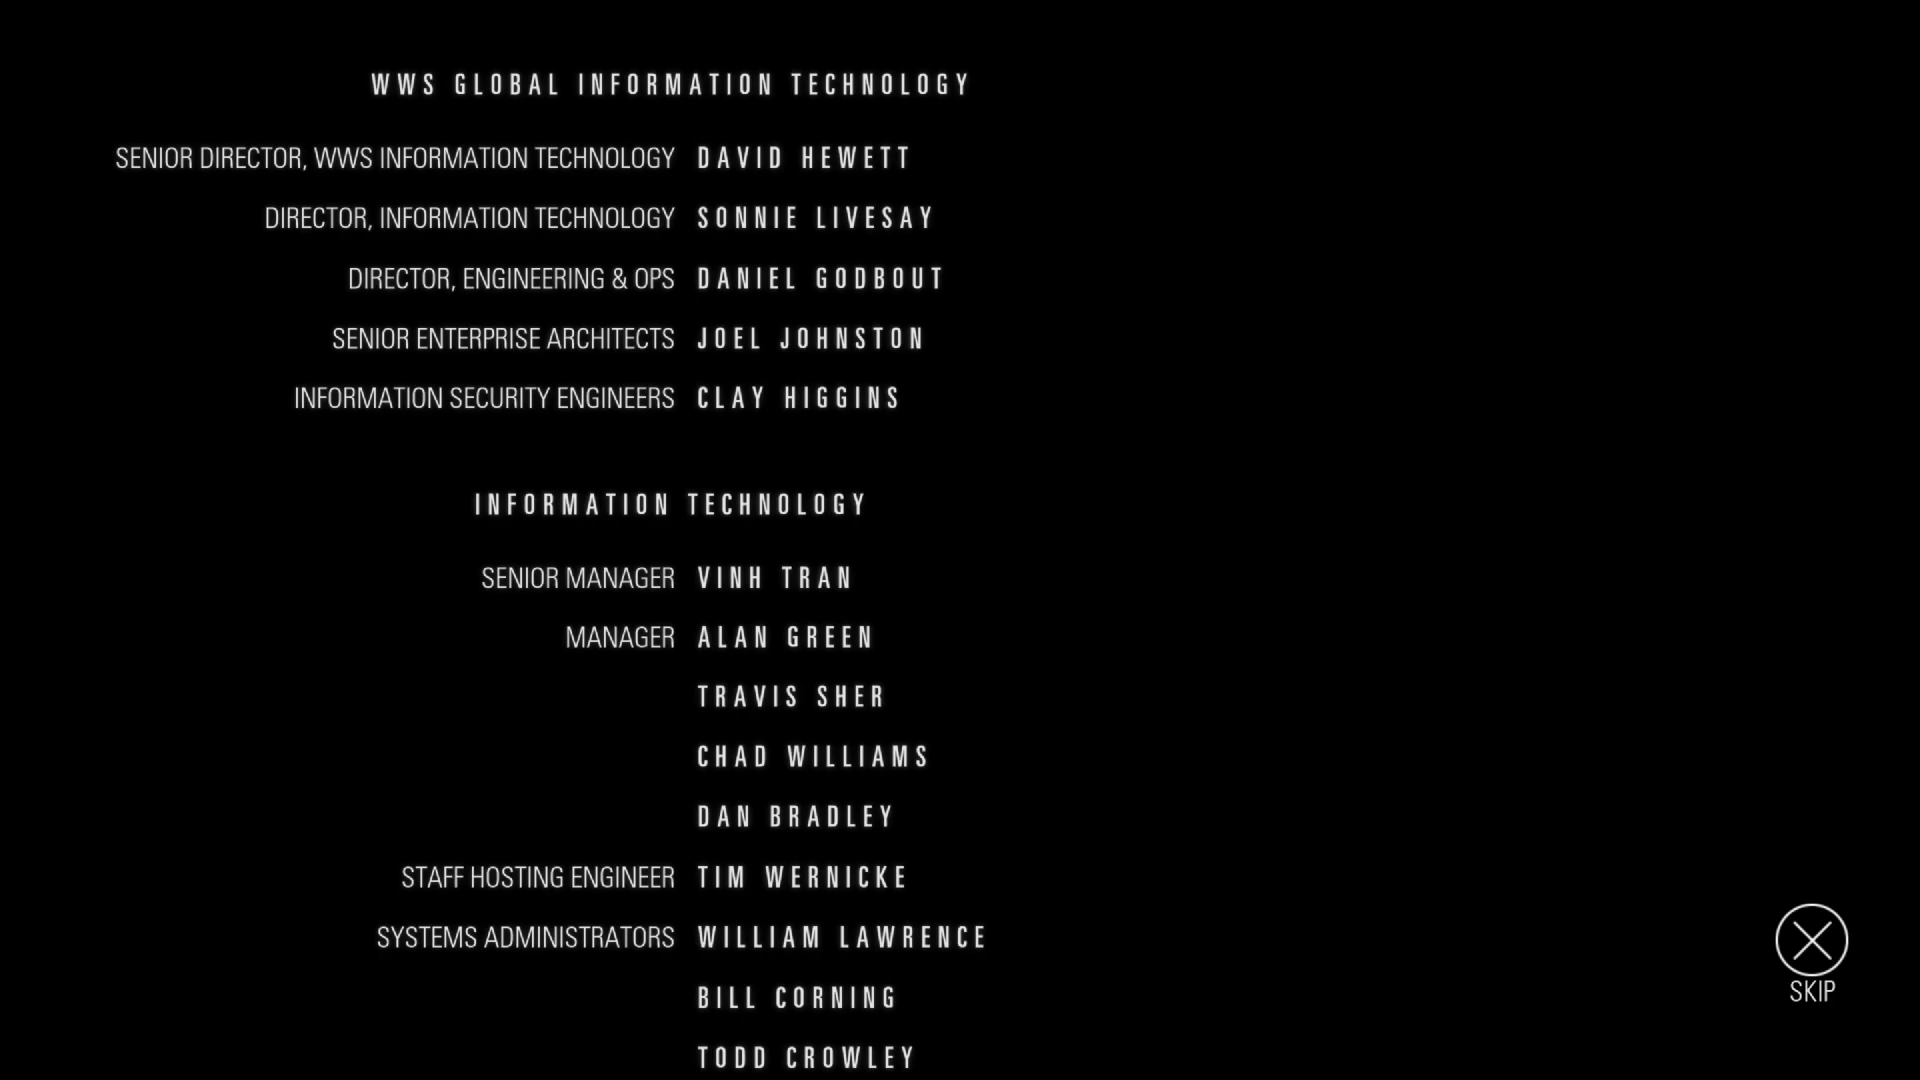 WWS GLOBAL INFORMATION TECHNOLOGY
SENIOR DIRECTOR, WWS INFORMATION TECHNOLOGY DAVID HEWETT
DIRECTOR, INFORMATION TECHNOLOGY SONNIE LIVESAY
DIRECTOR, ENGINEERING & OPS DANIEL GODBOUT
SENIOR ENTERPRISE ARCHITECTS JOEL JOHNSTON
INFORMATION SECURITY ENGINEERS CLAY HIGGINS
INFORMATION TECHNOLOGY
SENIOR MANAGER VINH TRAN
MANAGER ALAN GREEN
TRAVIS SHER
CHAD WILLIAMS
DAN BRADLEY
STAFF HOSTING ENGINEER TIM WERNICKE
SYSTEMS ADMINISTRATORS WILLIAM LAWRENCE
BILL CORNING
TODD CROWLEY
SKIP